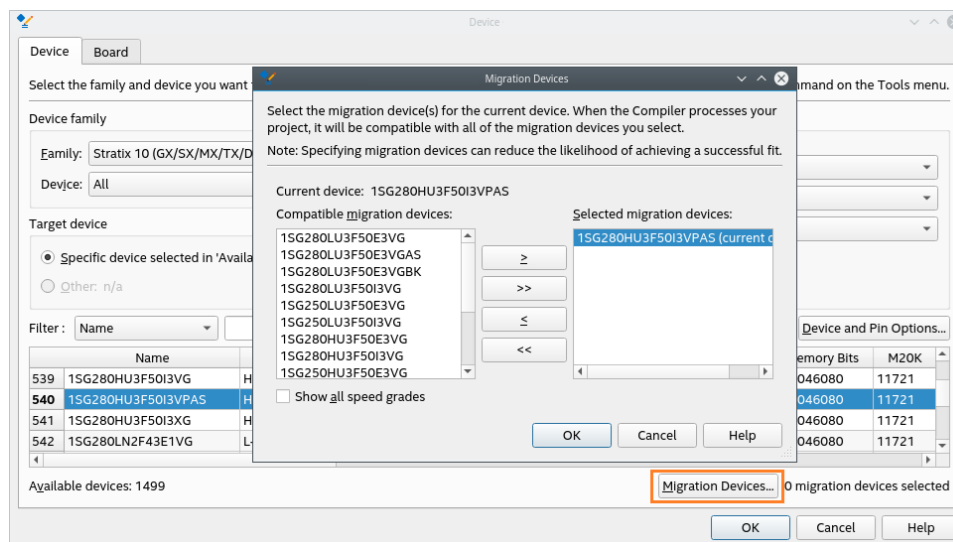 Device
Device Board
Select the family and device you want
mmand on the Tools menu.
Device family
Family: Stratix 10 (GX/SX/MX/TX/D
Device: All
Target device
Specific device selected in 'Availa
Other: n/a
Filter : Name
Device and Pin Options...
Name
emory Bits M20K
539 1SG280HU3F50I3VG H 046080 11721
540 1SG280HU3F50I3VPAS H 046080 11721
541 1SG280HU3F50I3XG H 046080 11721
542 1SG280LN2F43E1VG L- 046080 11721
Available devices: 1499
Migration Devices... 0 migration devices selected
OK Cancel Help
Migration Devices
Select the migration device(s) for the current device. When the Compiler processes your
project, it will be compatible with all of the migration devices you select.
Note: Specifying migration devices can reduce the likelihood of achieving a successful fit.
Current device: 1SG280HU3F50I3VPAS
Compatible migration devices:
1SG280LU3F50E3VG
1SG280LU3F50E3VGAS
1SG280LU3F50E3VGBK
1SG280LU3F50I3VG
1SG250LU3F50E3VG
1SG250LU3F50I3VG
1SG280HU3F50E3VG
1SG280HU3F50I3VG
1SG250HU3F50E3VG
>
>>
<
<<
Selected migration devices:
1SG280HU3F50I3VPAS (current d
Show all speed grades
OK Cancel Help